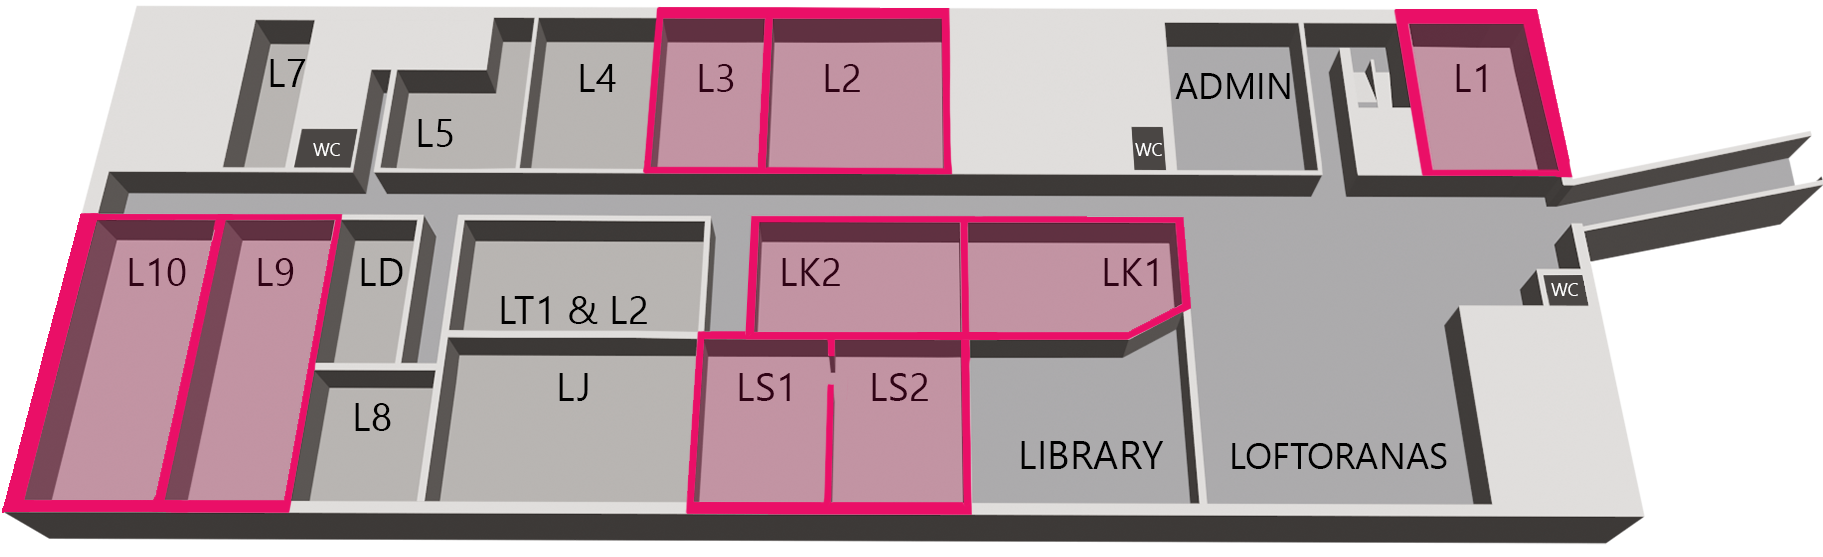 L7
L4
L3
L2
ADMIN
L1
L5
WC
WC
L10
L9
LD
LT1 & L2
LK2
LK1
WC
L8
LJ
LS1
LS2
LIBRARY
LOFTORANAS